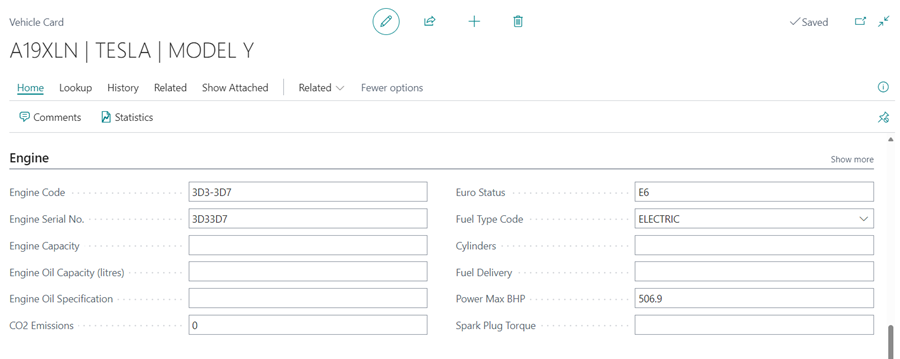 Vehicle Card
Saved
A19XLN | TESLA | MODEL Y
Home Lookup History Related Show Attached Related Fewer options
Comments Statistics
Engine Show more
Engine Code 3D3-3D7 Euro Status E6
Engine Serial No. 3D33D7 Fuel Type Code ELECTRIC
Engine Capacity Cylinders
Engine Oil Capacity (litres) Fuel Delivery
Engine Oil Specification Power Max BHP 506.9
CO2 Emissions 0 Spark Plug Torque